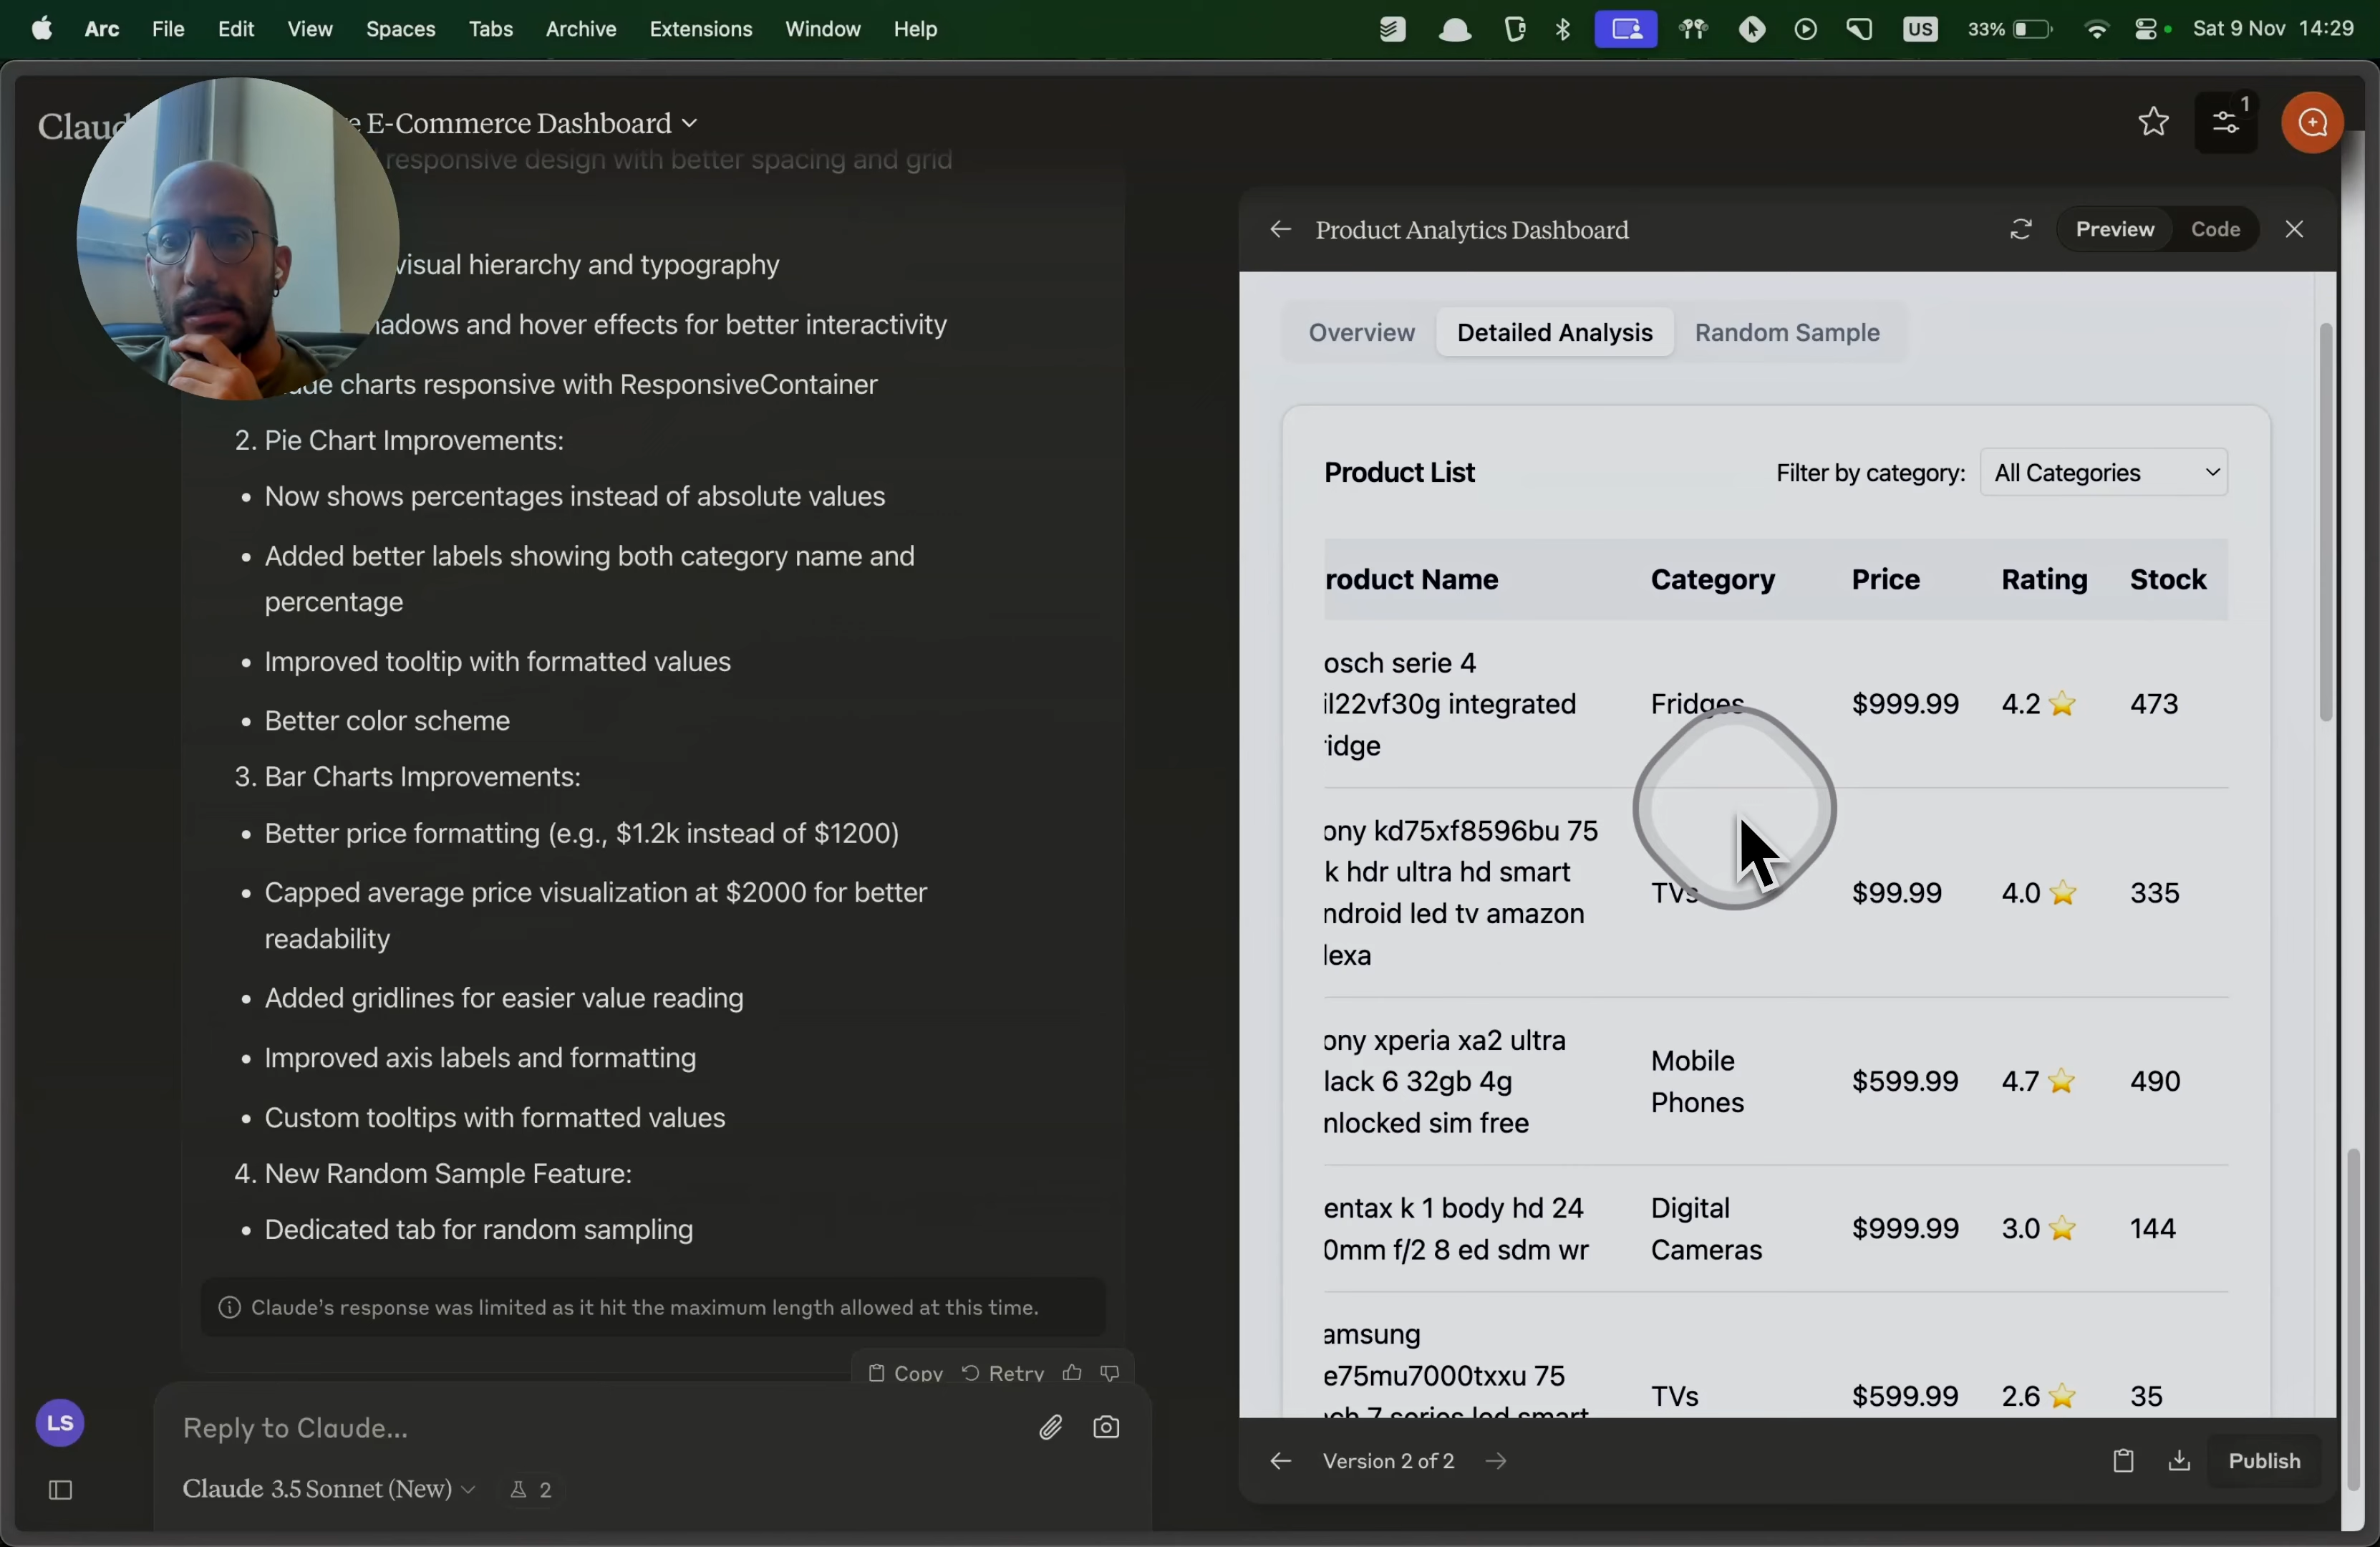 Arc File Edit View Spaces Tabs Archive Extensions Window Help
US 33% Sat 9 Nov 14:29
E-Commerce Dashboard
1
responsive design with better spacing and grid
visual hierarchy and typography
hover effects for better interactivity
charts responsive with ResponsiveContainer
2. Pie Chart Improvements:
• Now shows percentages instead of absolute values
• Added better labels showing both category name and
percentage
• Improved tooltip with formatted values
• Better color scheme
3. Bar Charts Improvements:
• Better price formatting (e.g., $1.2k instead of $1200)
• Capped average price visualization at $2000 for better
readability
• Added gridlines for easier value reading
• Improved axis labels and formatting
• Custom tooltips with formatted values
4. New Random Sample Feature:
• Dedicated tab for random sampling
Claude's response was limited as it hit the maximum length allowed at this time.
Copy Retry
LS
Reply to Claude...
Claude 3.5 Sonnet (New) 2
Product Analytics Dashboard
Preview Code
Overview Detailed Analysis Random Sample
Product List
Filter by category: All Categories
roduct Name Category Price Rating Stock
osch serie 4
il22vf30g integrated Fridges $999.99 4.2 ⭐ 473
ridge
ony kd75xf8596bu 75
k hdr ultra hd smart
TVs $99.99 4.0 ⭐ 335
ndroid led tv amazon
lexa
ony xperia xa2 ultra
Mobile
lack 6 32gb 4g
$599.99 4.7 ⭐ 490
Phones
nlocked sim free
entax k 1 body hd 24 Digital
$999.99 3.0 ⭐ 144
0mm f/2 8 ed sdm wr Cameras
amsung
e75mu7000txxu 75
TVs $599.99 2.6 ⭐ 35
7 series led smart
Version 2 of 2
Publish